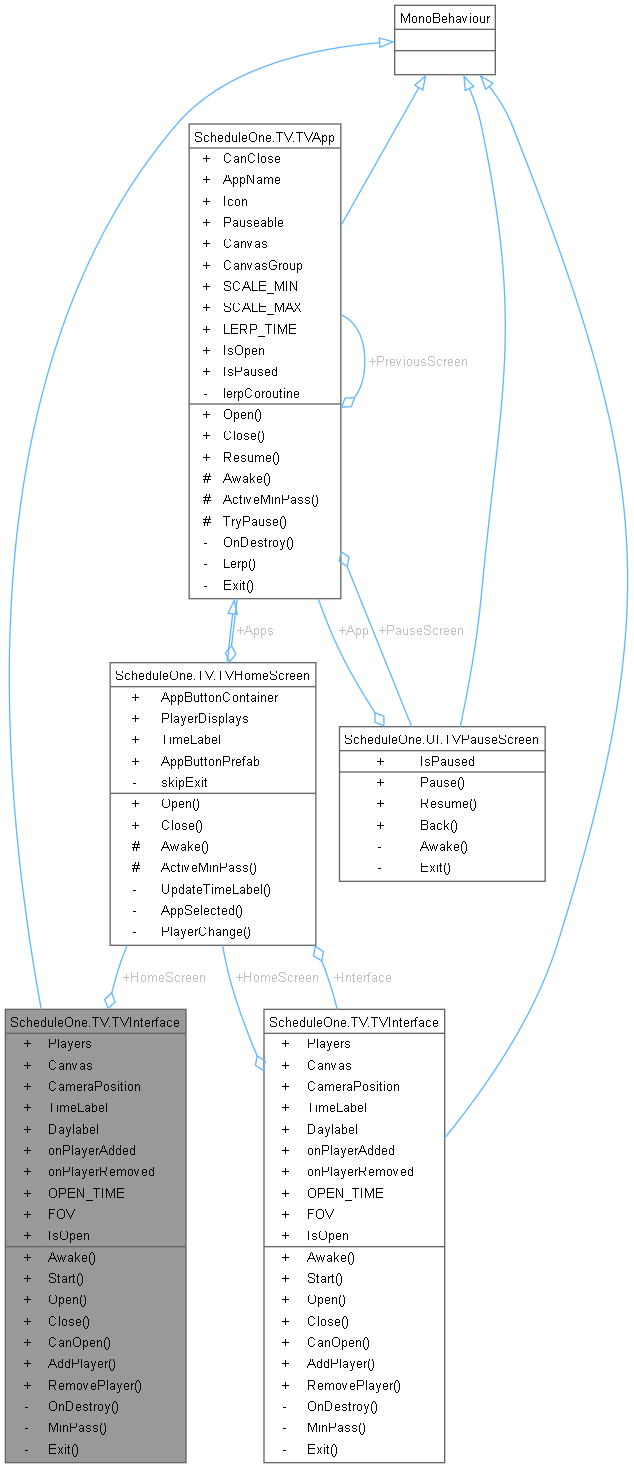 MonoBehaviour
ScheduleOne.TV.TVApp
+ CanClose
+ AppName
+ Icon
+ Pauseable
+ Canvas
+ CanvasGroup
+ SCALE_MIN
+ SCALE_MAX
+ LERP_TIME
+ IsOpen
+ IsPaused
- lerpCoroutine
+ Open()
+ Close()
+ Resume()
# Awake()
# ActiveMinPass()
# TryPause()
- OnDestroy()
- Lerp()
- Exit()
+PreviousScreen
+Apps
+App
+PauseScreen
ScheduleOne.TV.TVHomeScreen
+ AppButtonContainer
+ PlayerDisplays
+ TimeLabel
+ AppButtonPrefab
- skipExit
+ Open()
+ Close()
# Awake()
# ActiveMinPass()
- UpdateTimeLabel()
- AppSelected()
- PlayerChange()
ScheduleOne.UI.TVPauseScreen
+ IsPaused
+ Pause()
+ Resume()
+ Back()
- Awake()
- Exit()
+HomeScreen
+HomeScreen
+Interface
ScheduleOne.TV.TVInterface
+ Players
+ Canvas
+ CameraPosition
+ TimeLabel
+ Daylabel
+ onPlayerAdded
+ onPlayerRemoved
+ OPEN_TIME
+ FOV
+ IsOpen
+ Awake()
+ Start()
+ Open()
+ Close()
+ CanOpen()
+ AddPlayer()
+ RemovePlayer()
- OnDestroy()
- MinPass()
- Exit()
ScheduleOne.TV.TVInterface
+ Players
+ Canvas
+ CameraPosition
+ TimeLabel
+ Daylabel
+ onPlayerAdded
+ onPlayerRemoved
+ OPEN_TIME
+ FOV
+ IsOpen
+ Awake()
+ Start()
+ Open()
+ Close()
+ CanOpen()
+ AddPlayer()
+ RemovePlayer()
- OnDestroy()
- MinPass()
- Exit()